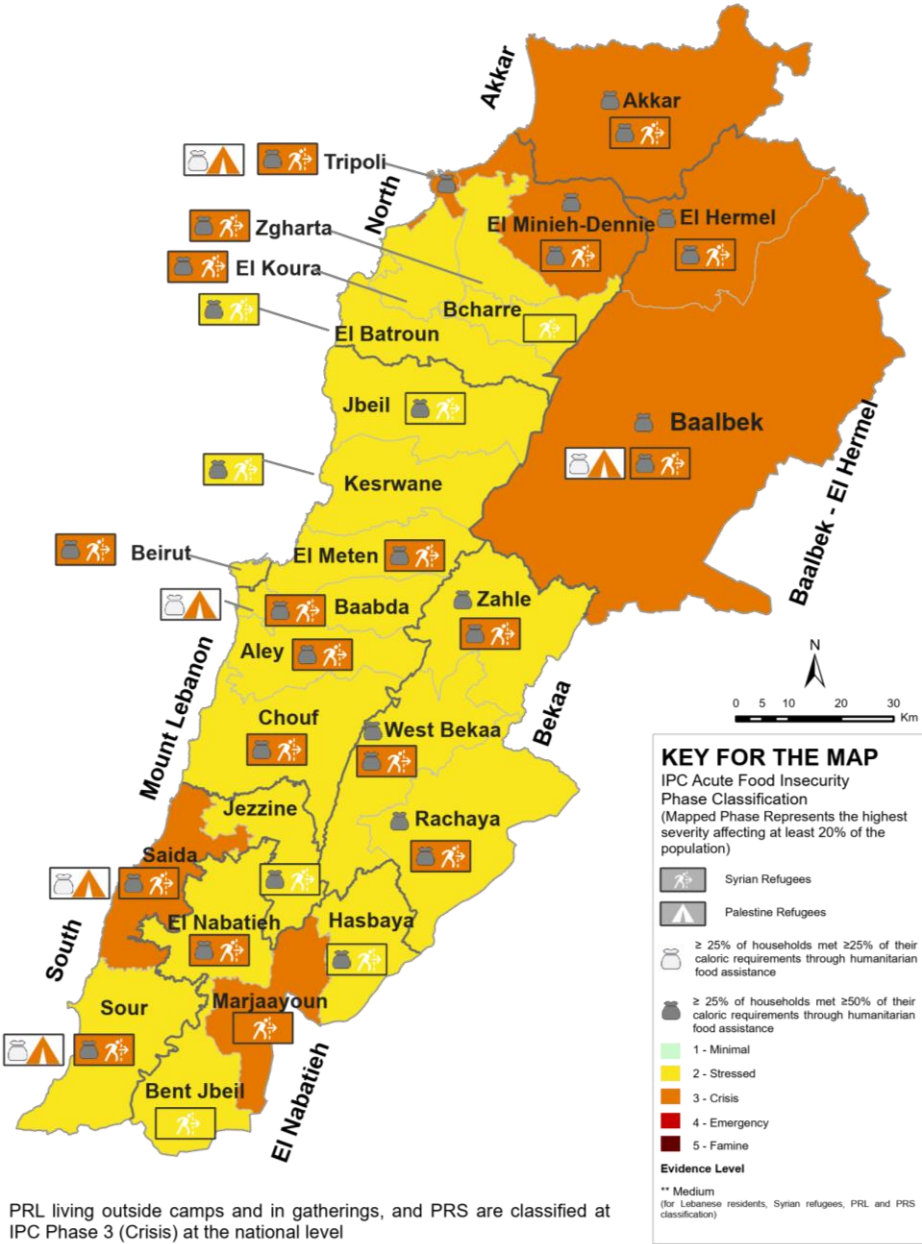 Akkar
Akkar
Tripoli
North
El Minieh-Dennie
El Hermel
Zgharta
El Koura
Bcharre
El Batroun
Jbeil
Baalbek
Kesrwane
Baalbek - El Hermel
Beirut
El Meten
Zahle
Baabda
Aley
Mount Lebanon
Bekaa
Chouf
West Bekaa
Jezzine
Rachaya
Saida
El Nabatieh
Hasbaya
South
Marjaayoun
Sour
Bent Jbeil
El Nabatieh
N
0 5 10 20 30
Km
KEY FOR THE MAP
IPC Acute Food Insecurity
Phase Classification
(Mapped Phase Represents the highest
severity affecting at least 20% of the
population)
Syrian Refugees
Palestine Refugees
≥ 25% of households met ≥25% of their
caloric requirements through humanitarian
food assistance
≥ 25% of households met ≥50% of their
caloric requirements through humanitarian
food assistance
1 - Minimal
2 - Stressed
3 - Crisis
4 - Emergency
5 - Famine
Evidence Level
** Medium
(for Lebanese residents, Syrian refugees, PRL and PRS
classification)
PRL living outside camps and in gatherings, and PRS are classified at
IPC Phase 3 (Crisis) at the national level